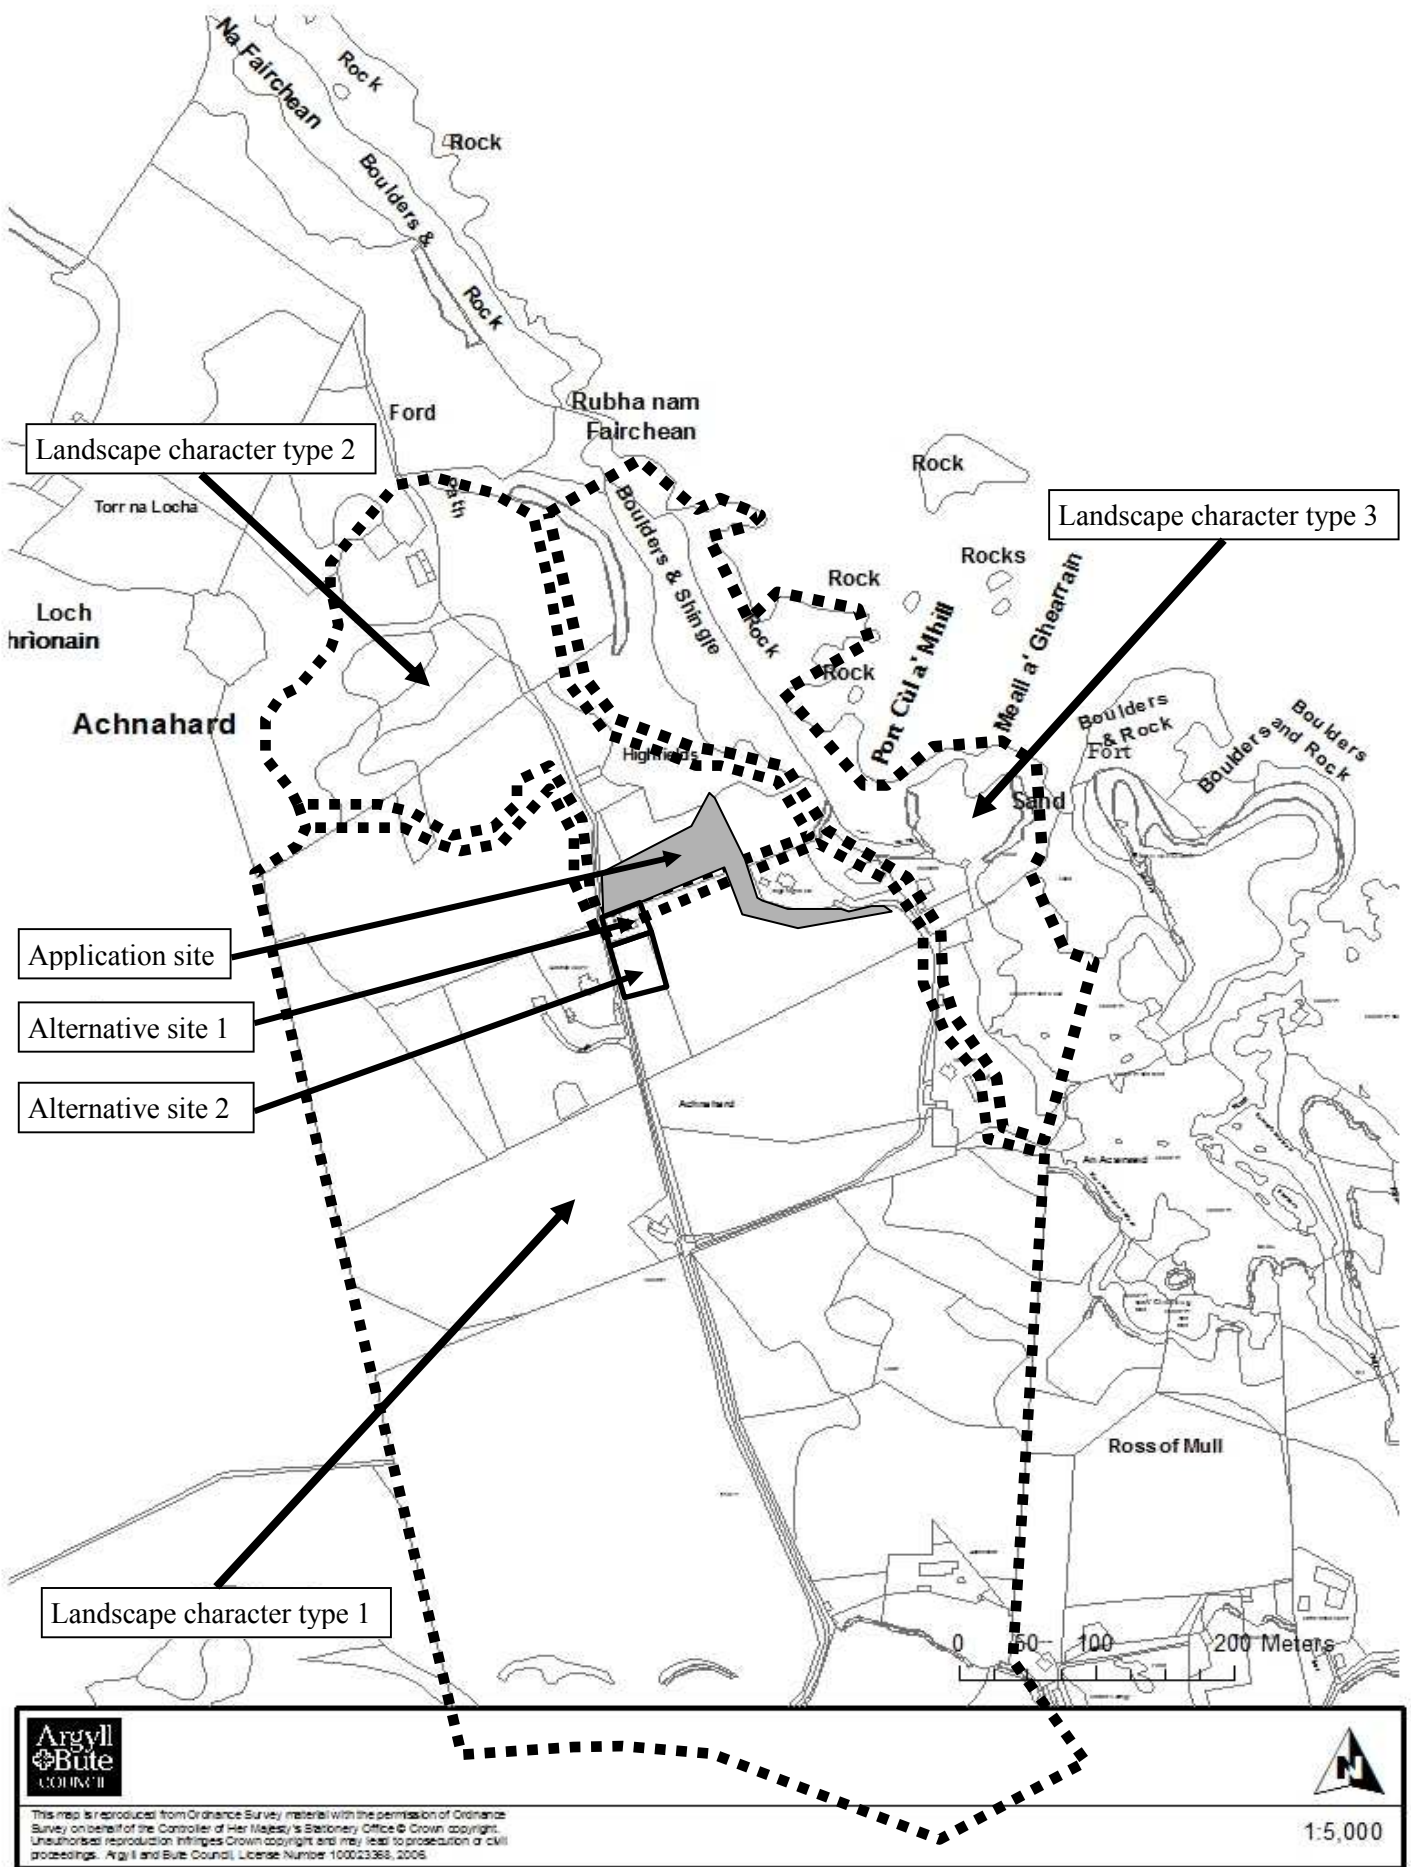 Na Fairchean
Rock
Rock
Boulders &
Rock
Ford
Rubha nam
Fairchean
Landscape character type 2
Rock
Path
Torr na Locha
Boulders & Shingle
Landscape character type 3
Rocks
Rock
Loch
hrìonain
Rock
Rock
Port Cùl a' Mhill
Meall a' Ghearrain
Boulders
& Rock
Fort
Boulders
and Rock
Boulders
Achnahard
Highfields
Sand
Application site
Alternative site 1
Alternative site 2
Achnahard
Ross of Mull
Landscape character type 1
0 50 100 200 Meters
Argyll
&Bute
COUNCIL
N
This map is reproduced from Ordnance Survey material with the permission of Ordnance
Survey on behalf of the Controller of Her Majesty's Stationery Office © Crown copyright.
Unauthorised reproduction infringes Crown copyright and may lead to prosecution or civil
proceedings. Argyll and Bute Council, License Number 100023368, 2006.
1:5,000